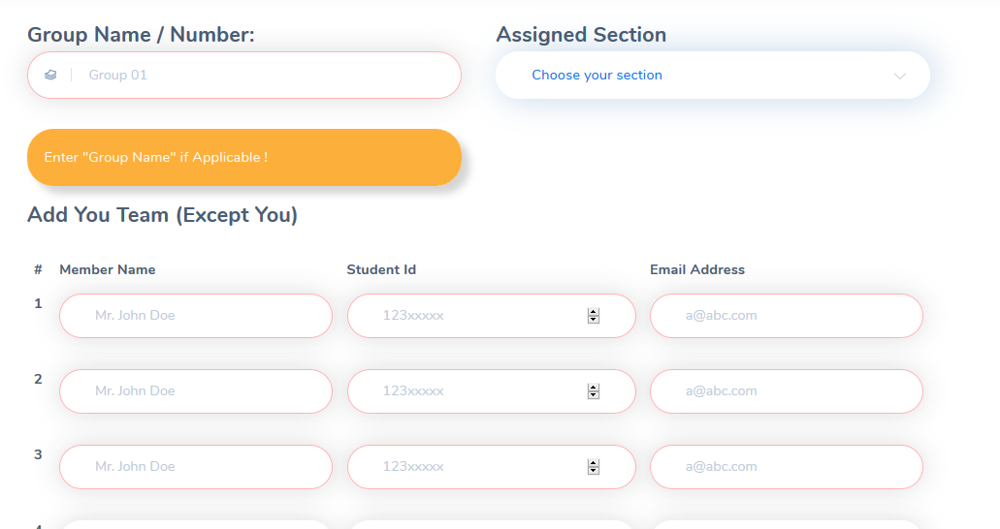 Group Name / Number:
Assigned Section
Group 01
Choose your section
Enter "Group Name" if Applicable !
Add You Team (Except You)
# Member Name Student Id Email Address
1 Mr. John Doe 123xxxxx a@abc.com
2 Mr. John Doe 123xxxxx a@abc.com
3 Mr. John Doe 123xxxxx a@abc.com